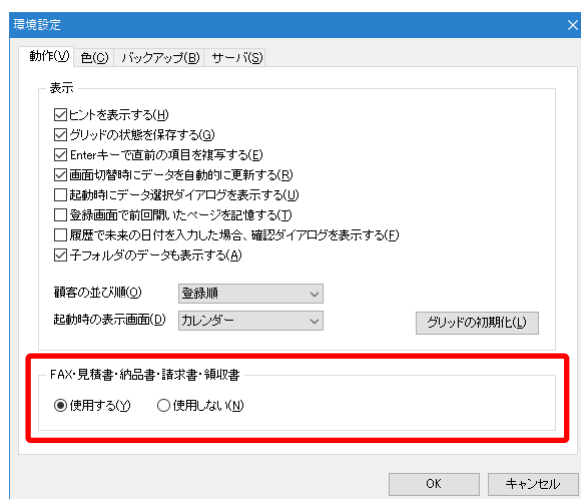 環境設定
動作(V) 色(C) バックアップ(B) サーバ(S)
表示
ヒントを表示する(H)
グリッドの状態を保存する(G)
Enterキーで直前の項目を複写する(E)
画面切替時にデータを自動的に更新する(R)
起動時にデータ選択ダイアログを表示する(U)
登録画面で前回開いたページを記憶する(T)
履歴で未来の日付を入力した場合、確認ダイアログを表示する(F)
子フォルダのデータも表示する(A)
顧客の並び順(O) 登録順
起動時の表示画面(D) カレンダー グリッドの初期化(L)
FAX・見積書・納品書・請求書・領収書
使用する(Y) 使用しない(N)
OK キャンセル